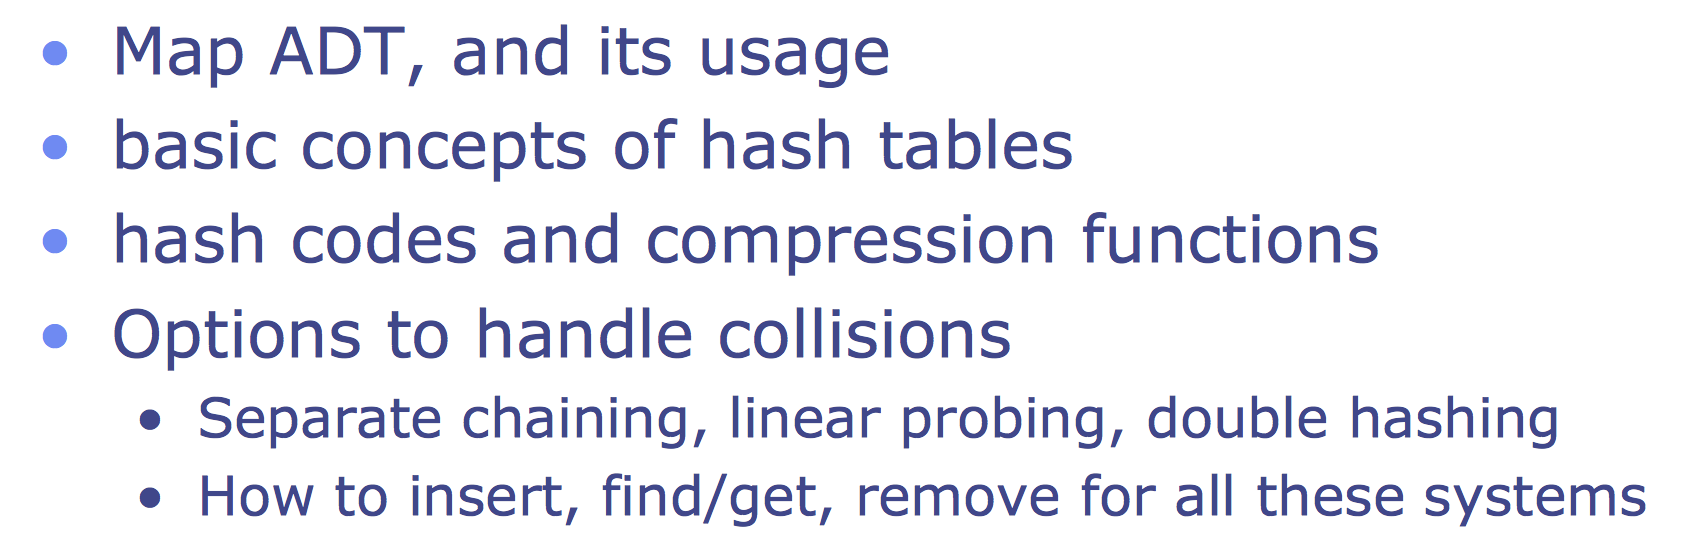 Map ADT, and its usage
basic concepts of hash tables
hash codes and compression functions
Options to handle collisions
Separate chaining, linear probing, double hashing
How to insert, find/get, remove for all these systems